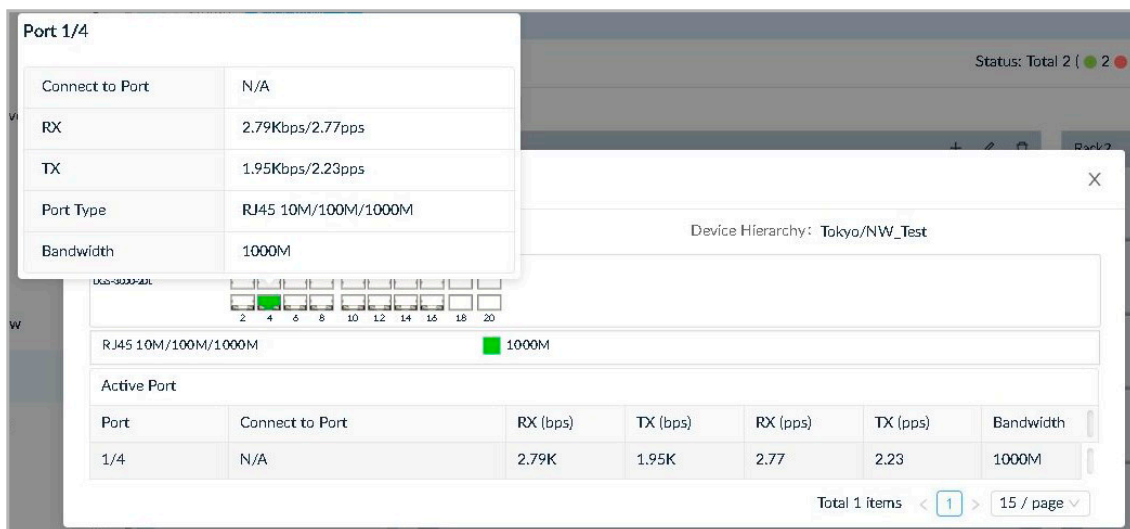 Port 1/4
Status: Total 2 ( 2
Connect to Port N/A
RX 2.79Kbps/2.77pps
TX 1.95Kbps/2.23pps
Port Type RJ45 10M/100M/1000M
Bandwidth 1000M
Rack2
X
Device Hierarchy: Tokyo/NW_Test
2 4 6 8 10 12 14 16 18 20
w
RJ45 10M/100M/1000M 1000M
Active Port
Port Connect to Port RX (bps) TX (bps) RX (pps) TX (pps) Bandwidth
1/4 N/A 2.79K 1.95K 2.77 2.23 1000M
Total 1 items < 1 > 15 / page